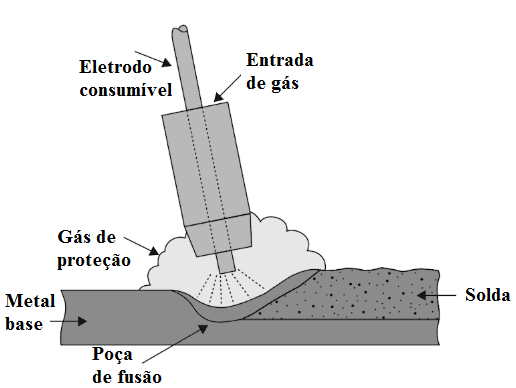 Eletrodo
consumível
Entrada
de gás
Gás de
proteção
Metal
base
Solda
Poça
de fusão